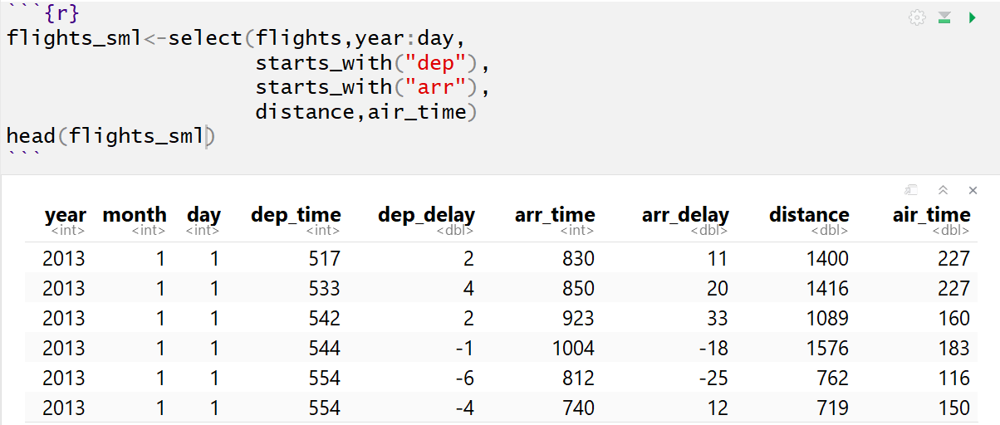 ```{r}
flights_sml<-select(flights,year:day,
starts_with("dep"),
starts_with("arr"),
distance,air_time)
head(flights_sml)
```
year month day dep_time dep_delay arr_time arr_delay distance air_time
<int> <int> <int> <int> <dbl> <int> <dbl> <dbl> <dbl>
2013 1 1 517 2 830 11 1400 227
2013 1 1 533 4 850 20 1416 227
2013 1 1 542 2 923 33 1089 160
2013 1 1 544 -1 1004 -18 1576 183
2013 1 1 554 -6 812 -25 762 116
2013 1 1 554 -4 740 12 719 150